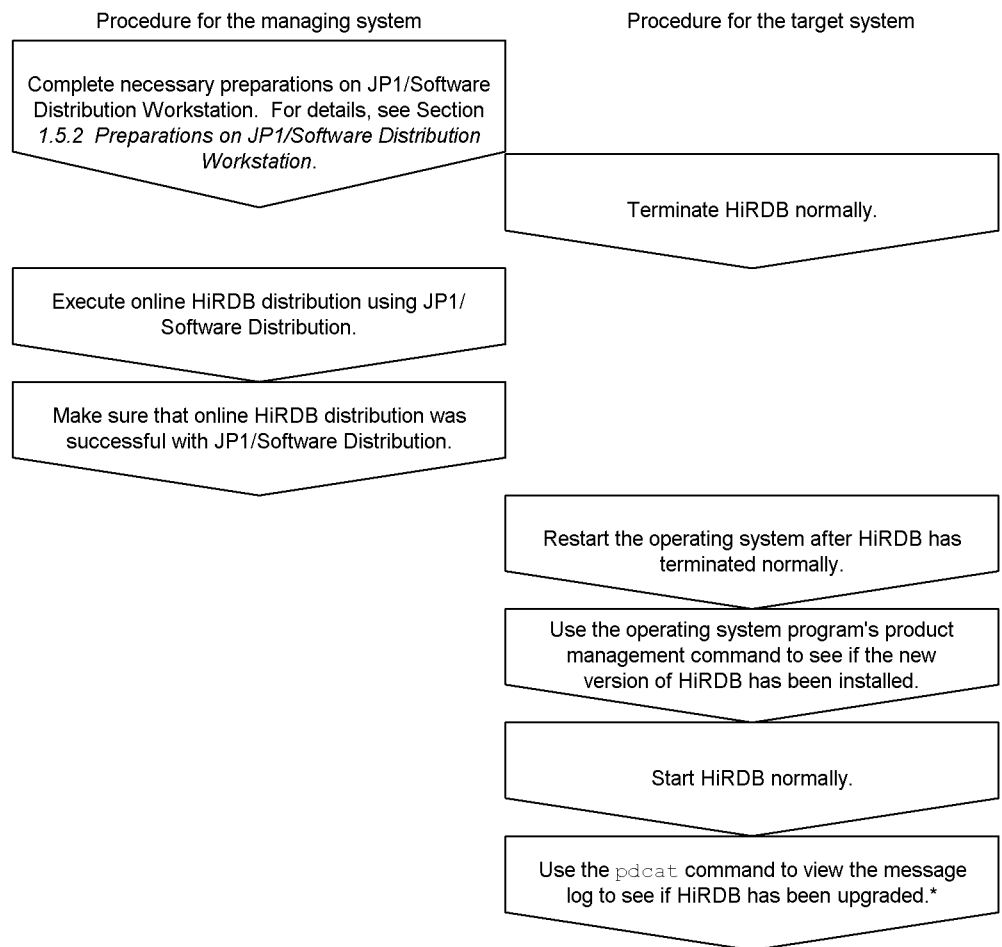 Procedure for the managing system
Procedure for the target system
Complete necessary preparations on JP1/Software
Distribution Workstation. For details, see Section
1.5.2 Preparations on JP1/Software Distribution
Workstation.
Terminate HiRDB normally.
Execute online HiRDB distribution using JP1/
Software Distribution.
Make sure that online HiRDB distribution was
successful with JP1/Software Distribution.
Restart the operating system after HiRDB has
terminated normally.
Use the operating system program's product
management command to see if the new
version of HiRDB has been installed.
Start HiRDB normally.
Use the pdcat command to view the message
log to see if HiRDB has been upgraded.*